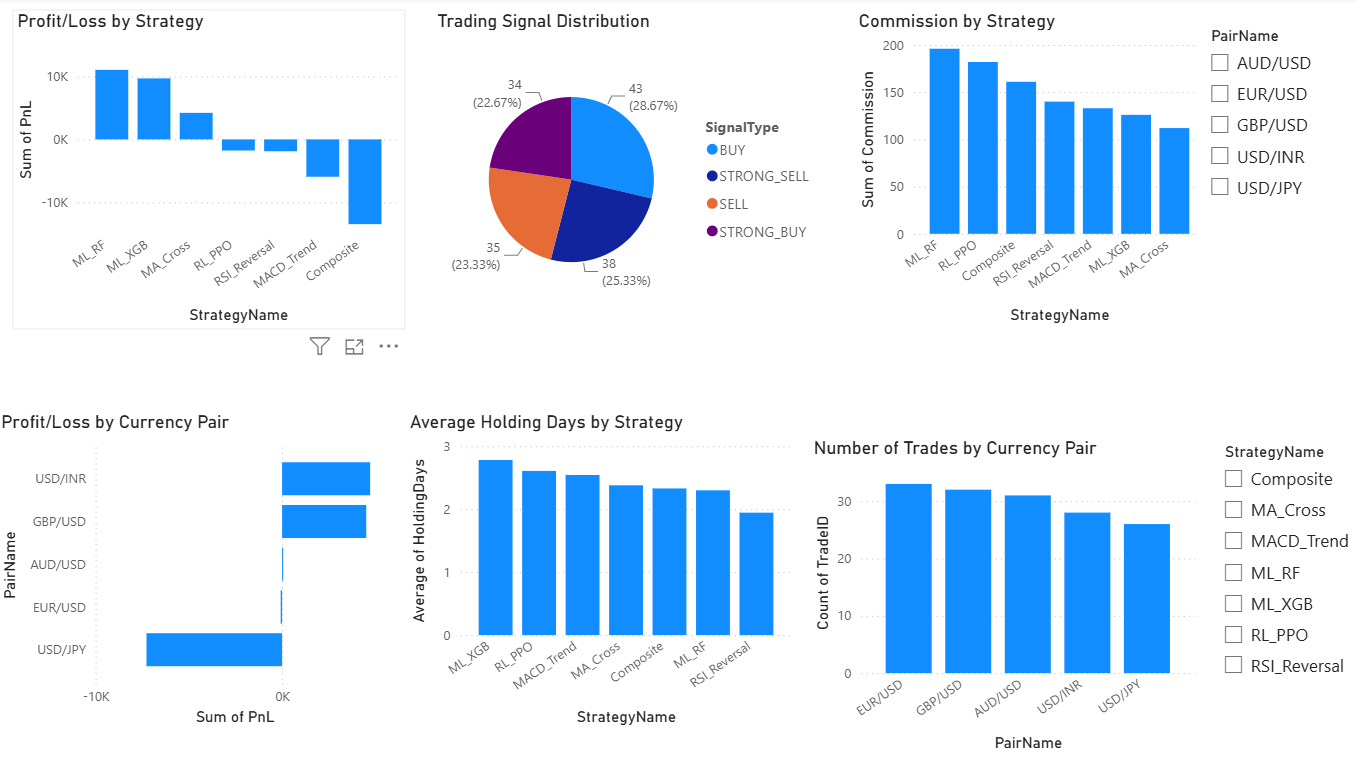 Profit/Loss by Strategy
Sum of PnL
10K
0K
-10K
ML_RF
ML_XGB
MA_Cross
RL_PPO
RSI_Reversal
MACD_Trend
Composite
StrategyName
Trading Signal Distribution
34
(22.67%)
43
(28.67%)
35
(23.33%)
38
(25.33%)
SignalType
BUY
STRONG_SELL
SELL
STRONG_BUY
Commission by Strategy
Sum of Commission
200
150
100
50
0
ML_RF
RL_PPO
Composite
RSI_Reversal
MACD_Trend
ML_XGB
MA_Cross
StrategyName
PairName
AUD/USD
EUR/USD
GBP/USD
USD/INR
USD/JPY
Profit/Loss by Currency Pair
PairName
USD/INR
GBP/USD
AUD/USD
EUR/USD
USD/JPY
-10K
0K
Sum of PnL
Average Holding Days by Strategy
Average of HoldingDays
3
2
1
0
ML_XGB
RL_PPO
MACD_Trend
MA_Cross
Composite
ML_RF
RSI_Reversal
StrategyName
Number of Trades by Currency Pair
Count of TradeID
30
20
10
0
EUR/USD
GBP/USD
AUD/USD
USD/INR
USD/JPY
PairName
StrategyName
Composite
MA_Cross
MACD_Trend
ML_RF
ML_XGB
RL_PPO
RSI_Reversal